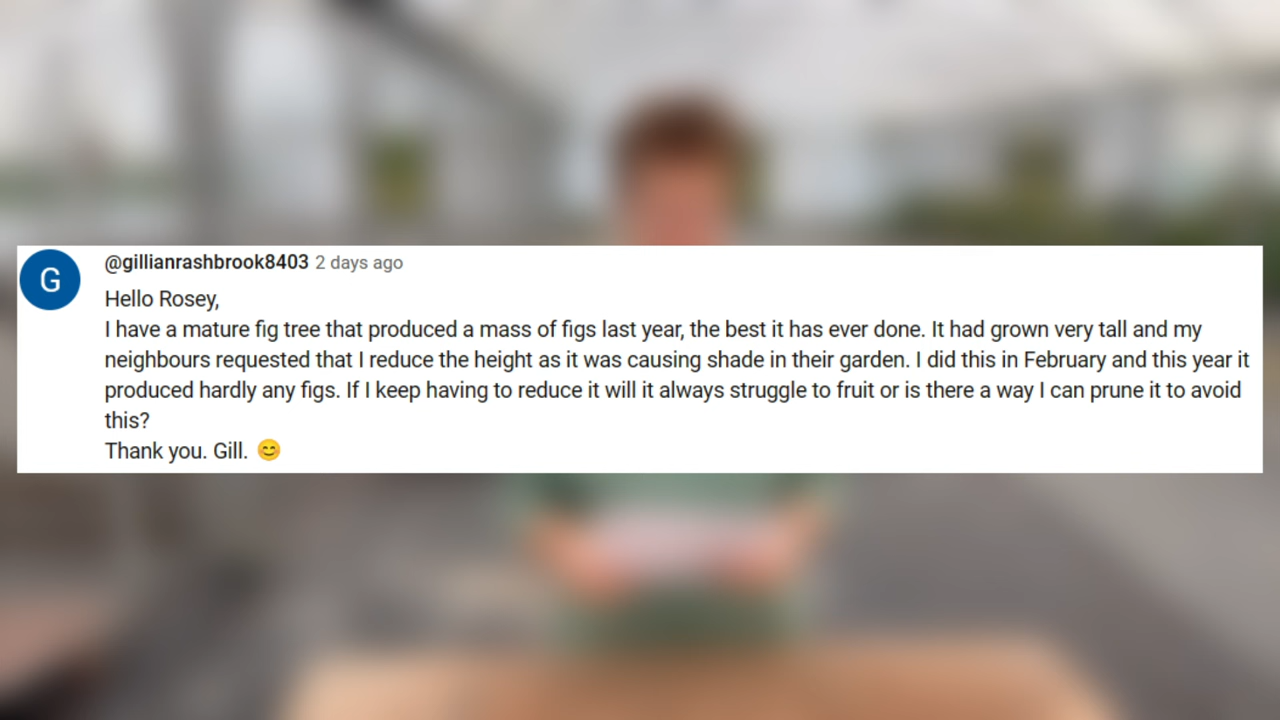 G
@gillianrashbrook8403 2 days ago
Hello Rosey,
I have a mature fig tree that produced a mass of figs last year, the best it has ever done. It had grown very tall and my
neighbours requested that I reduce the height as it was causing shade in their garden. I did this in February and this year it
produced hardly any figs. If I keep having to reduce it will it always struggle to fruit or is there a way I can prune it to avoid
this?
Thank you. Gill. 😊